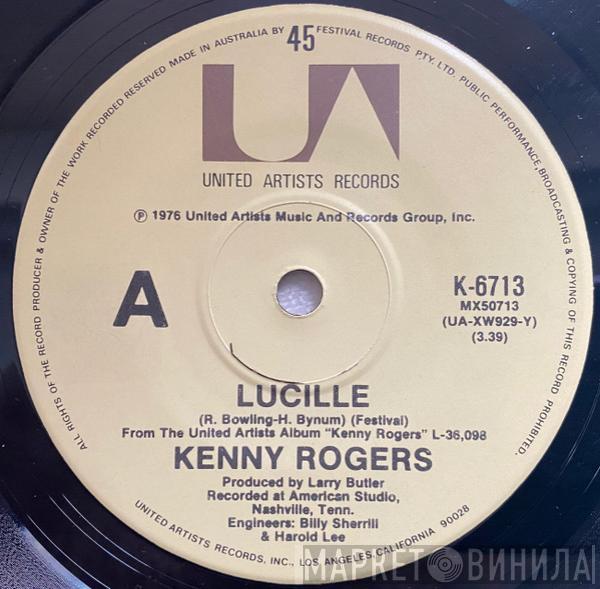 ALL RIGHTS OF THE RECORD PRODUCER & OWNER OF THE WORK RECORDED RESERVED MADE IN AUSTRALIA BY FESTIVAL RECORDS PTY. LTD. PUBLIC PERFORMANCE, BROADCASTING & COPYING OF THIS RECORD PROHIBITED.
45
UA
UNITED ARTISTS RECORDS
℗ 1976 United Artists Music And Records Group, Inc.
A
K-6713
MX50713
(UA-XW929-Y)
(3.39)
LUCILLE
(R. Bowling-H. Bynum) (Festival)
From The United Artists Album "Kenny Rogers" L-36,098
KENNY ROGERS
Produced by Larry Butler
Recorded at American Studio,
Nashville, Tenn.
Engineers: Billy Sherrill
& Harold Lee
UNITED ARTISTS RECORDS, INC., LOS ANGELES, CALIFORNIA 90028
МАРКЕТ ВИНИЛА